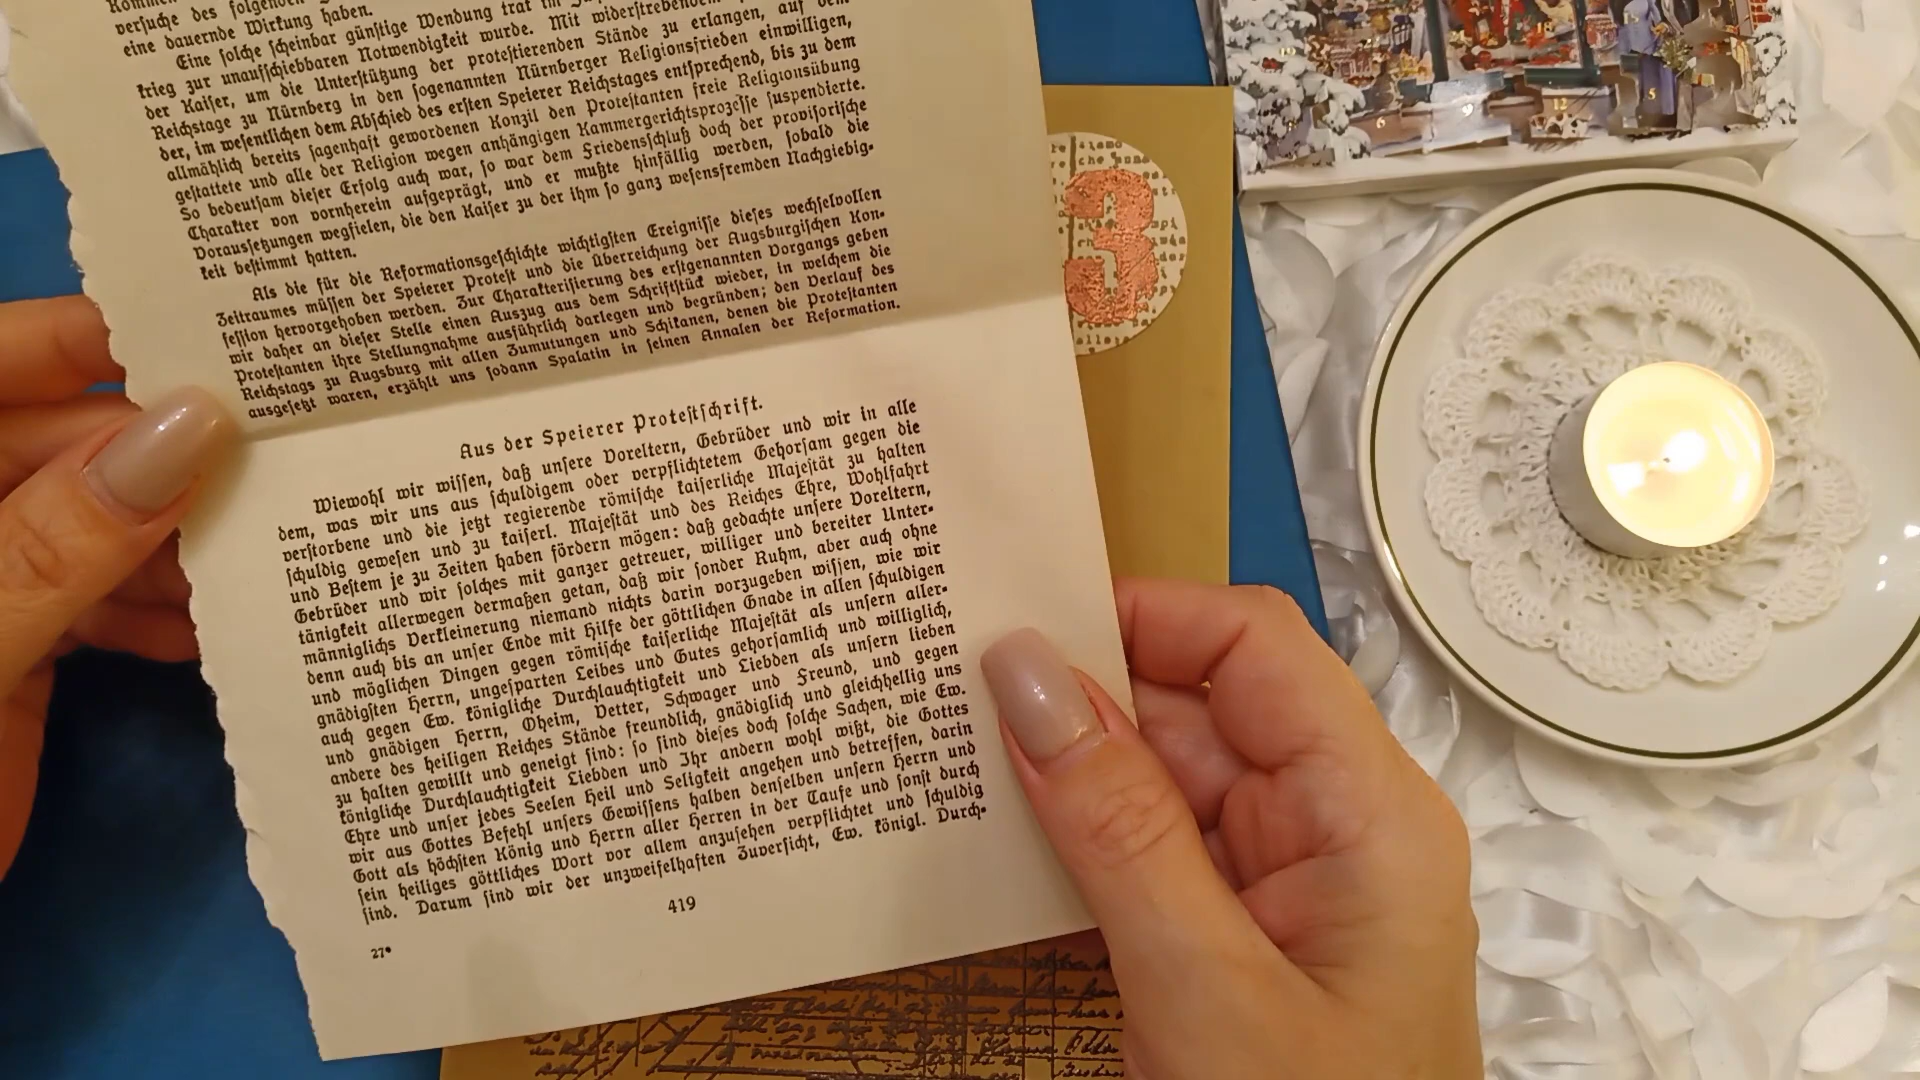 versuche des folgenden
eine dauernde Wirkung haben.
Eine solche scheinbar günstige Wendung trat im
krieg zur unaufschiebbaren Notwendigkeit wurde. Mit widerstrebendem
der Kaiser, um die Unterstützung der protestierenden Stände zu erlangen, auf dem
Reichstage zu Nürnberg in den sogenannten Nürnberger Religionsfrieden einwilligen,
der, im wesentlichen dem Abschied des ersten Speierer Reichstages entsprechend, bis zu dem
allmählich bereits sagenhaft gewordenen Konzil den Protestanten freie Religionsübung
gestattete und alle der Religion wegen anhängigen Kammergerichtsprozesse suspendierte.
So bedeutsam dieser Erfolg auch war, so war dem Friedensschluß doch der provisorische
Charakter von vornherein aufgeprägt, und er mußte hinfällig werden, sobald die
Voraussetzungen wegfielen, die den Kaiser zu der ihm so ganz wesensfremden Nachgiebig-
keit bestimmt hatten.
Als die für die Reformationsgeschichte wichtigsten Ereignisse dieses wechselvollen
Zeitraumes müssen der Speierer Protest und die Überreichung der Augsburgischen Kon-
fession hervorgehoben werden. Zur Charakterisierung des erstgenannten Vorgangs geben
wir daher an dieser Stelle einen Auszug aus dem Schriftstück wieder, in welchem die
Protestanten ihre Stellungnahme ausführlich darlegen und begründen; den Verlauf des
Reichstags zu Augsburg mit allen Zumutungen und Schikanen, denen die Protestanten
ausgesetzt waren, erzählt uns sodann Spalatin in seinen Annalen der Reformation.
Aus der Speierer Protestschrift.
Wiewohl wir wissen, daß unsere Voreltern, Gebrüder und wir in alle
dem, was wir uns aus schuldigem oder verpflichtetem Gehorsam gegen die
verstorbene und die jetzt regierende römische kaiserliche Majestät zu halten
schuldig gewesen und zu kaiserl. Majestät und des Reiches Ehre, Wohlfahrt
und Bestem je zu Zeiten haben fördern mögen: daß gedachte unsere Voreltern,
Gebrüder und wir solches mit ganzer getreuer, williger und bereiter Unter-
tänigkeit allerwegen dermaßen getan, daß wir sonder Ruhm, aber auch ohne
männiglichs Verkleinerung niemand nichts darin vorzugeben wissen, wie wir
denn auch bis an unser Ende mit Hilfe der göttlichen Gnade in allen schuldigen
und möglichen Dingen gegen römische kaiserliche Majestät als unsern aller-
gnädigsten Herrn, ungesparten Leibes und Gutes gehorsamlich und williglich,
auch gegen Ew. königliche Durchlauchtigkeit und Liebden als unsern lieben
und gnädigen Herrn, Oheim, Vetter, Schwager und Freund, und gegen
andere des heiligen Reiches Stände freundlich, gnädiglich und gleichhellig uns
zu halten gewillt und geneigt sind: so sind dieses doch solche Sachen, wie Ew.
königliche Durchlauchtigkeit Liebden und Ihr andern wohl wißt, die Gottes
Ehre und unser jedes Seelen Heil und Seligkeit angehen und betreffen, darin
wir aus Gottes Befehl unsers Gewissens halben denselben unsern Herrn und
Gott als höchsten König und Herrn aller Herren in der Taufe und sonst durch
sein heiliges göttliches Wort vor allem anzusehen verpflichtet und schuldig
sind. Darum sind wir der unzweifelhaften Zuversicht, Ew. königl. Durch-
419
27*
3
6
12
5